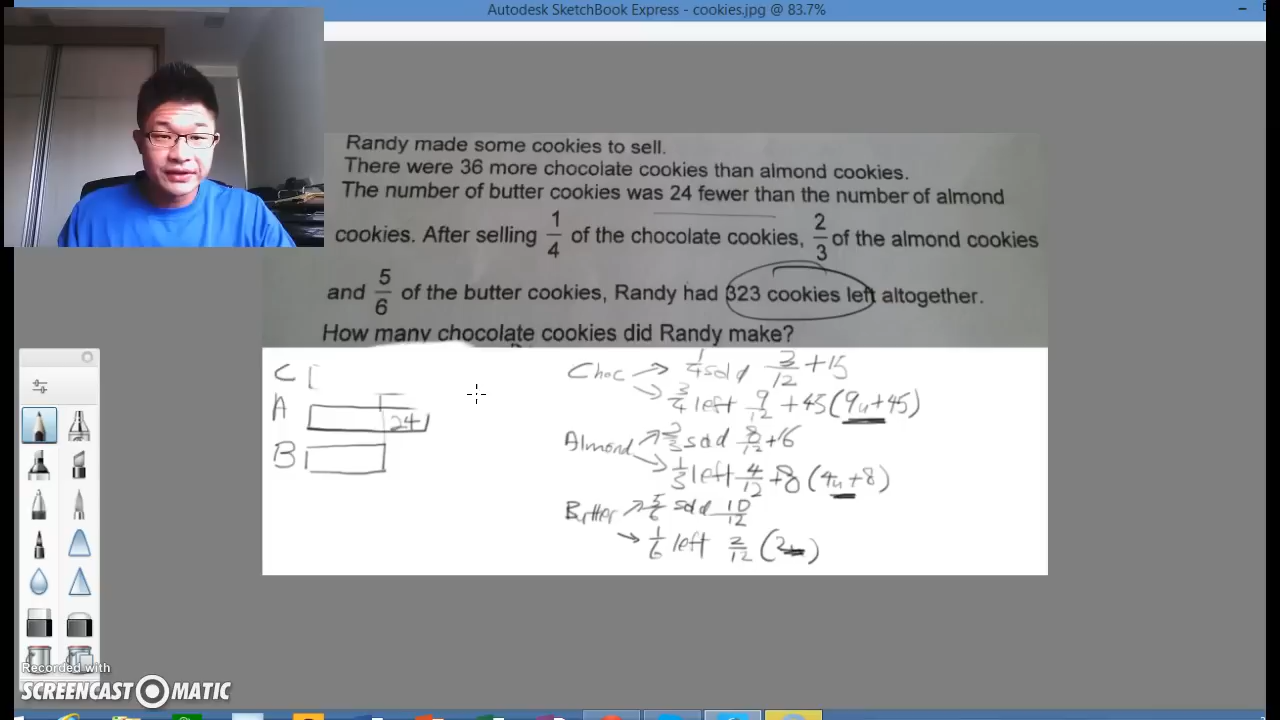 Autodesk SketchBook Express - cookies.jpg @ 83.7%
Randy made some cookies to sell.
There were 36 more chocolate cookies than almond cookies.
The number of butter cookies was 24 fewer than the number of almond
cookies. After selling 1/4 of the chocolate cookies, 2/3 of the almond cookies
and 5/6 of the butter cookies, Randy had 323 cookies left altogether.
How many chocolate cookies did Randy make?
C
A 24
B
Choc → 1/4 sold 3/12 + 15
→ 3/4 left 9/12 + 45 (9u + 45)
Almond → 2/3 sold 8/12 + 16
→ 1/3 left 4/12 + 8 (4u + 8)
Butter → 5/6 sold 10/12
→ 1/6 left 2/12 (2u)
Recorded with
SCREENCAST-O-MATIC